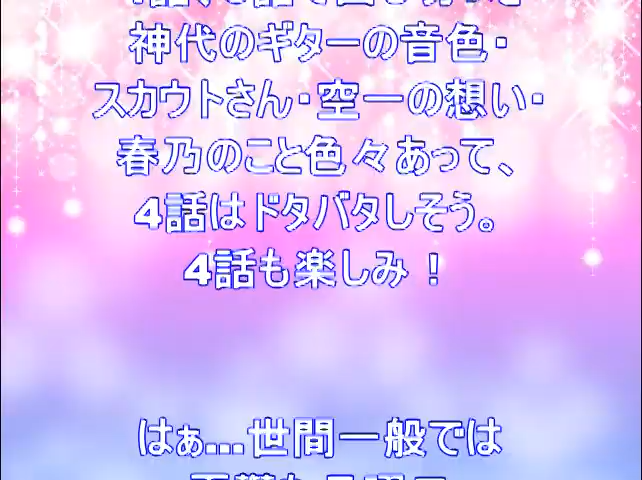 神代のギターの音色・
スカウトさん・空一の想い・
春乃のこと色々あって、
4話はドタバタしそう。
4話も楽しみ！
はぁ…世間一般では